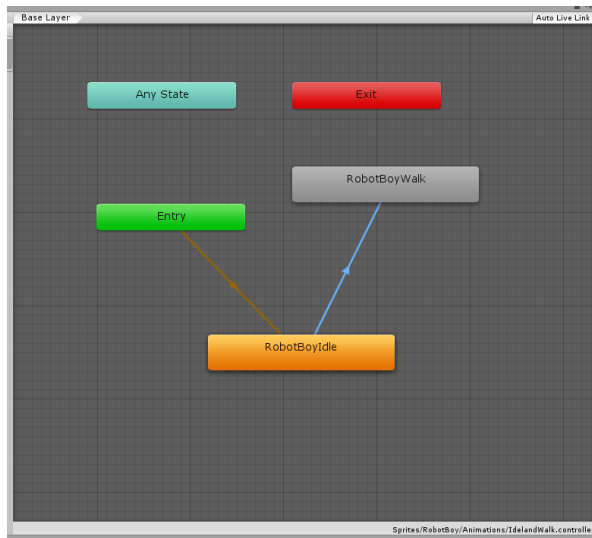 Base Layer
Auto Live Link
Any State
Exit
RobotBoyWalk
Entry
RobotBoyIdle
Sprites/RobotBoy/Animations/IdelandWalk.controlle